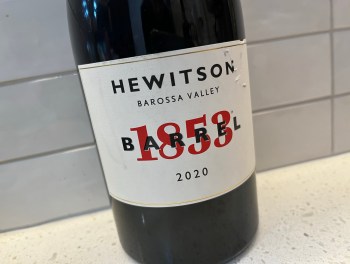 HEWITSON
BAROSSA VALLEY
BARREL
1853
2020